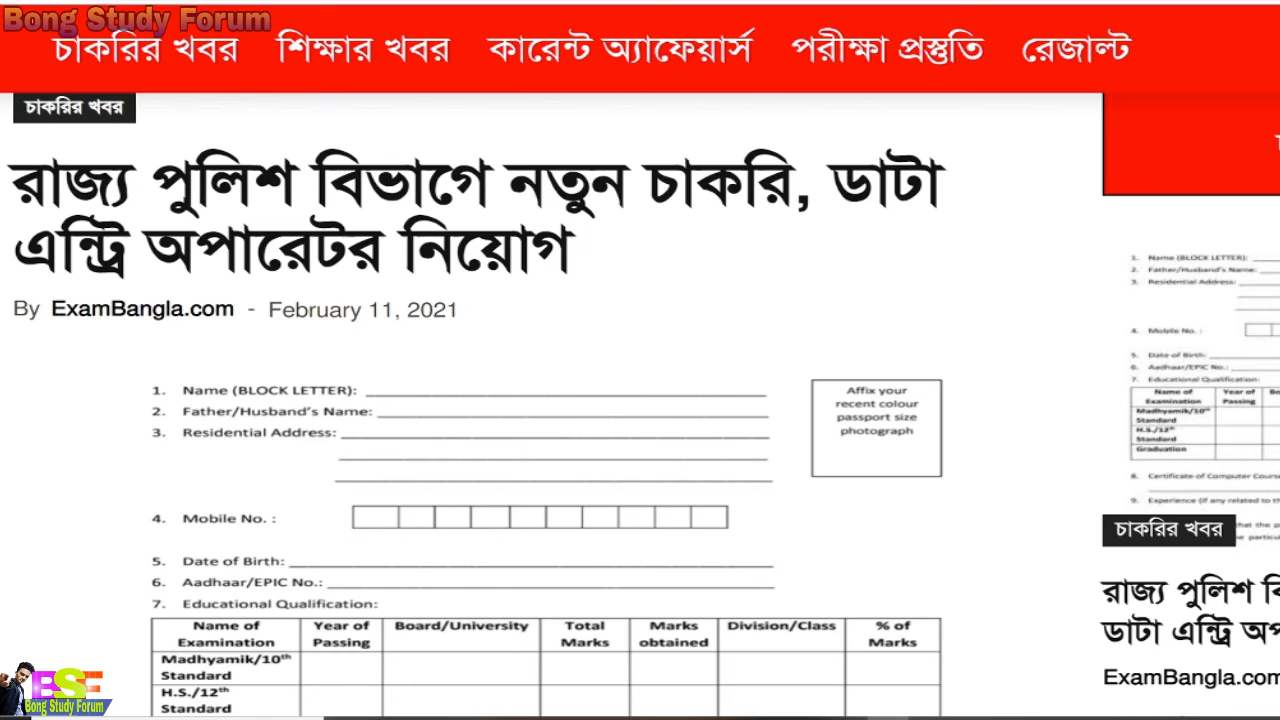 Bong Study Forum
চাকরির খবর শিক্ষার খবর কারেন্ট অ্যাফেয়ার্স পরীক্ষা প্রস্তুতি রেজাল্ট
চাকরির খবর
রাজ্য পুলিশ বিভাগে নতুন চাকরি, ডাটা
এন্ট্রি অপারেটর নিয়োগ
By ExamBangla.com - February 11, 2021
1. Name (BLOCK LETTER):
2. Father/Husband's Name:
3. Residential Address:
Affix your
recent colour
passport size
photograph
4. Mobile No. :
5. Date of Birth:
6. Aadhaar/EPIC No.:
7. Educational Qualification:
Name of Examination Year of Passing Board/University Total Marks Marks obtained Division/Class % of Marks
Madhyamik/10th Standard
H.S./12th Standard
1. Name (BLOCK LETTER):
2. Father/Husband's Name:
3. Residential Address:
4. Mobile No. :
5. Date of Birth:
6. Aadhaar/EPIC No.:
7. Educational Qualification:
Name of Examination Year of Passing
Madhyamik/10th Standard
H.S./12th Standard
Graduation
8. Certificate of Computer Course
9. Experience (if any related to th
that the p
চাকরির খবর
রাজ্য পুলিশ বি
ডাটা এন্ট্রি অপ
ExamBangla.com
BSF
Bong Study Forum